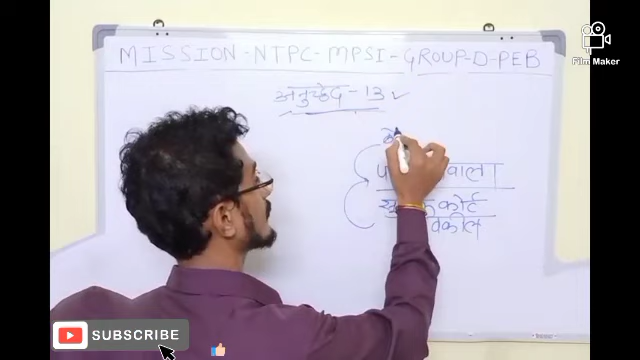 MISSION-NTPC-MPSI-GROUP-D-PEB
अनुच्छेद-13
वाला
कोर्ट
वकील
Film Maker
SUBSCRIBE